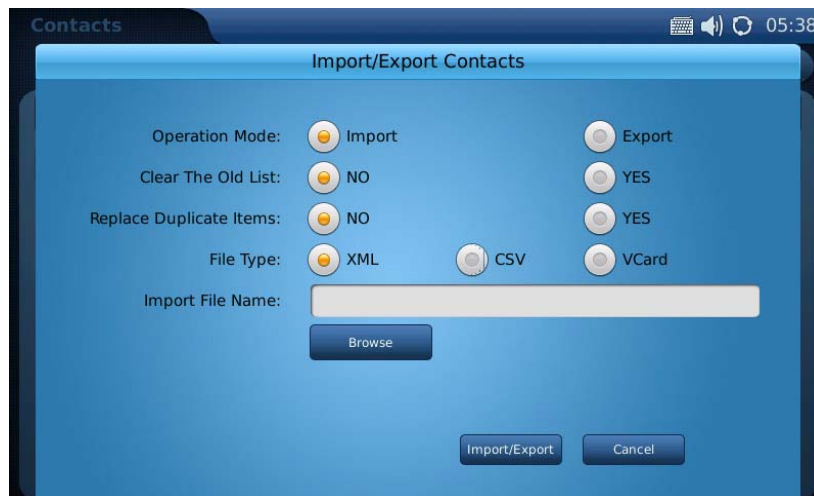 Contacts 05:38
Import/Export Contacts
Operation Mode: Import Export
Clear The Old List: NO YES
Replace Duplicate Items: NO YES
File Type: XML CSV VCard
Import File Name:
Browse
Import/Export Cancel